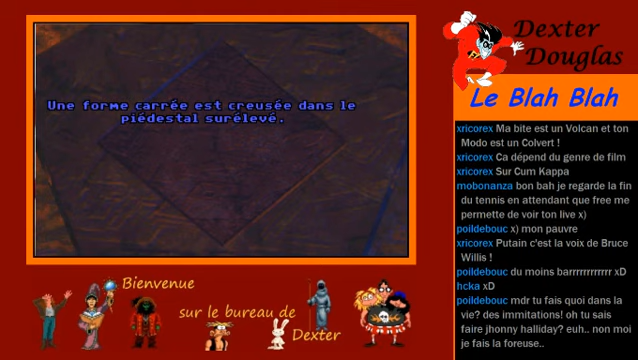 Une forme carrée est creusée dans le
piédestal surélevé.
Dexter
Douglas
Le Blah Blah
xricorex Ma bite est un Volcan et ton
Modo est un Colvert !
xricorex Ca dépend du genre de film
xricorex Sur Cum Kappa
mobonanza bon bah je regarde la fin
du tennis en attendant que free me
permette de voir ton live x)
poildebouc x) mon pauvre
xricorex Putain c'est la voix de Bruce
Willis !
poildebouc du moins barrrrrrrrrrr xD
hcka xD
poildebouc mdr tu fais quoi dans la
vie? des immitations! oh tu sais
faire jhonny halliday? euh.. non moi
je fais la foreuse..
Bienvenue
sur le bureau de
Dexter